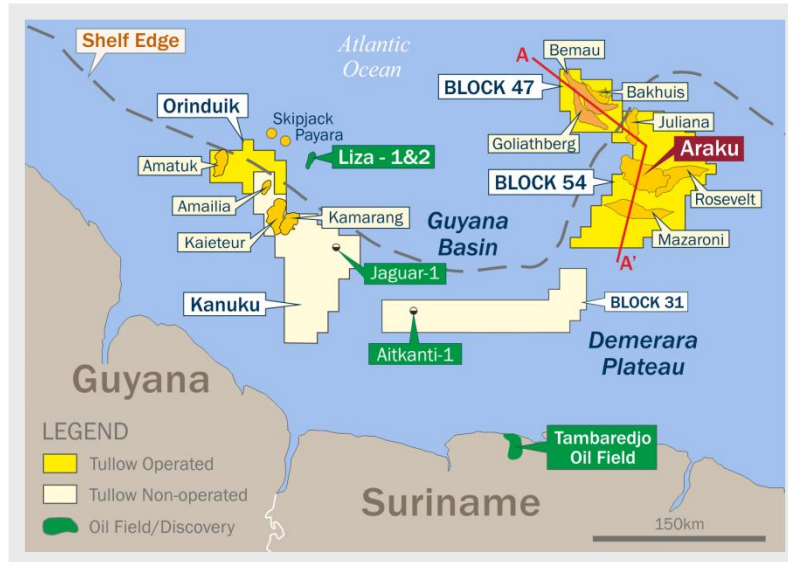 Shelf Edge
Atlantic
Ocean
A
Bemau
BLOCK 47
Bakhuis
Orinduik
Skipjack
Payara
Juliana
Goliathberg
Araku
Liza - 1&2
Amatuk
BLOCK 54
Rosevelt
Amailia
Kamarang
Guyana
Basin
Kaieteur
Mazaroni
Jaguar-1
A'
Kanuku
BLOCK 31
Aitkanti-1
Demerara
Plateau
Guyana
LEGEND
Tullow Operated
Tullow Non-operated
Oil Field/Discovery
Tambaredjo
Oil Field
Suriname
150km